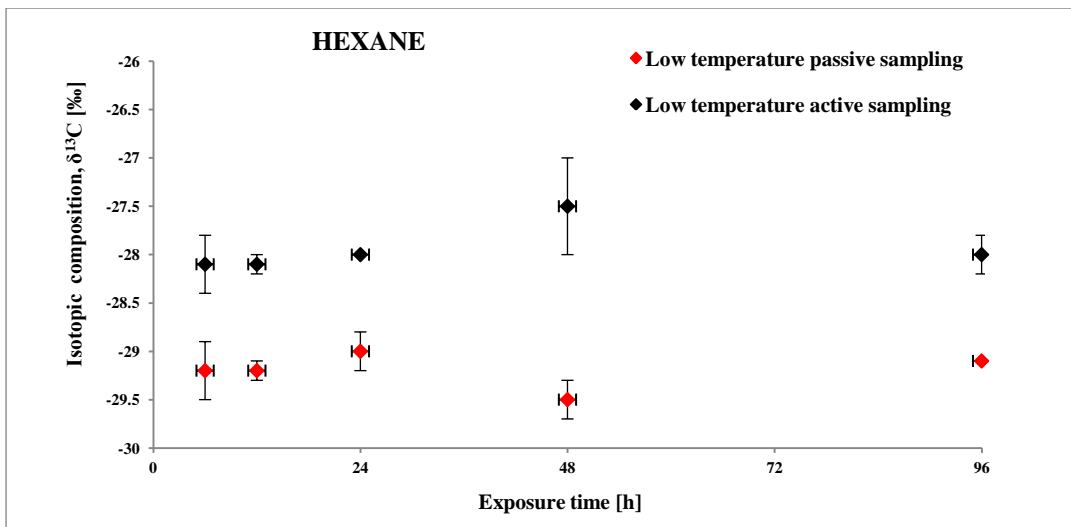 HEXANE
Low temperature passive sampling
Low temperature active sampling
Isotopic composition, δ¹³C [‰]
-26
-26.5
-27
-27.5
-28
-28.5
-29
-29.5
-30
0 24 48 72 96
Exposure time [h]